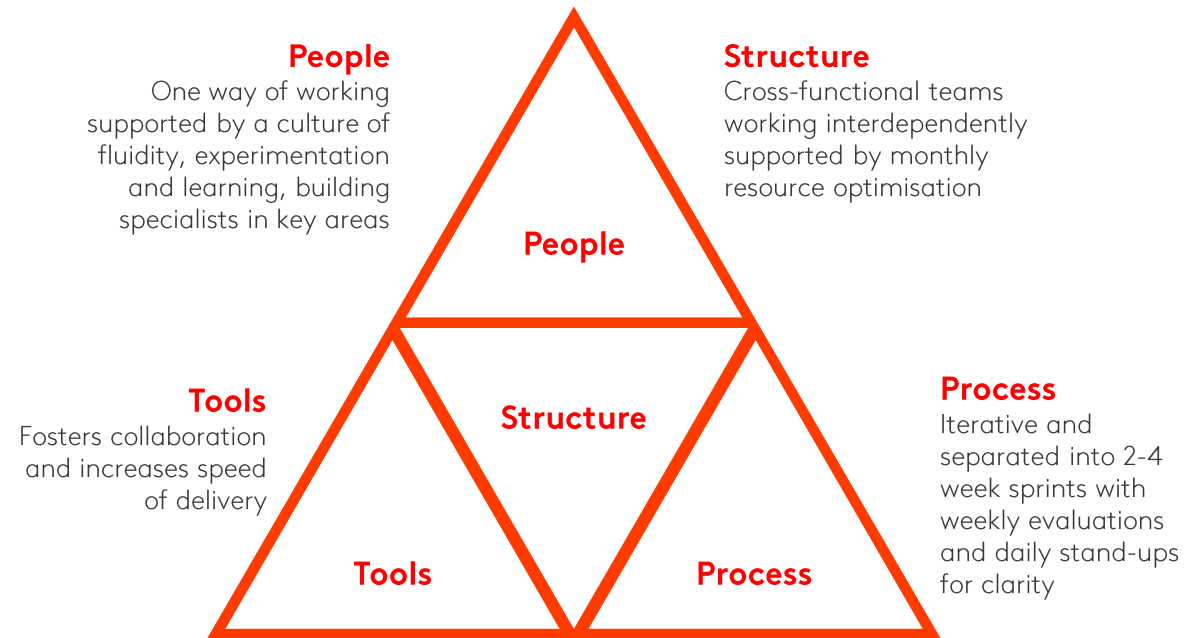 People
One way of working
supported by a culture of
fluidity, experimentation
and learning, building
specialists in key areas
Structure
Cross-functional teams
working interdependently
supported by monthly
resource optimisation
People
Tools
Fosters collaboration
and increases speed
of delivery
Structure
Process
Iterative and
separated into 2-4
week sprints with
weekly evaluations
and daily stand-ups
for clarity
Tools
Process